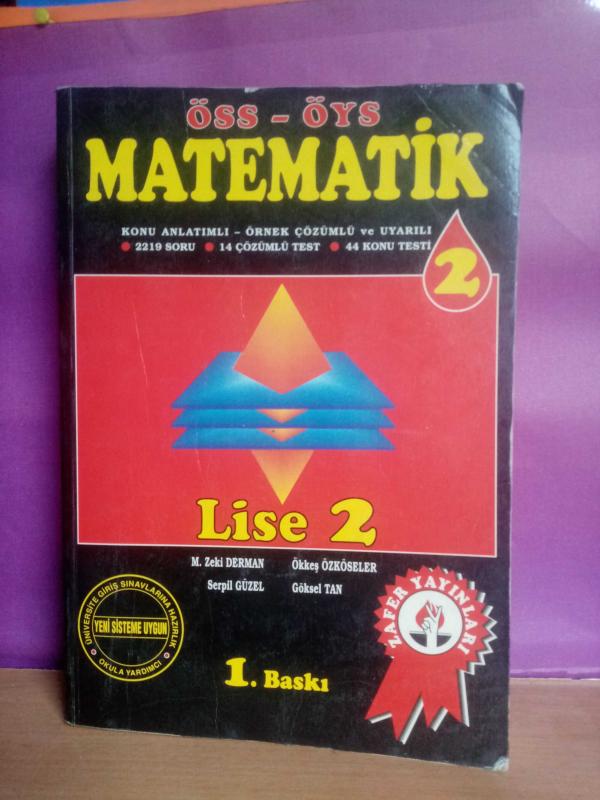 ÖSS - ÖYS
MATEMATİK
KONU ANLATIMLI - ÖRNEK ÇÖZÜMLÜ ve UYARILI
• 2219 SORU • 14 ÇÖZÜMLÜ TEST • 44 KONU TESTİ
2
Lise 2
M. Zeki DERMAN Ökkeş ÖZKÖSELER
Serpil GÜZEL Göksel TAN
ÜNİVERSİTE GİRİŞ SINAVLARINA HAZIRLIK
YENİ SİSTEME UYGUN
OKULA YARDIMCI
ZAFER YAYINLARI
1. Baskı